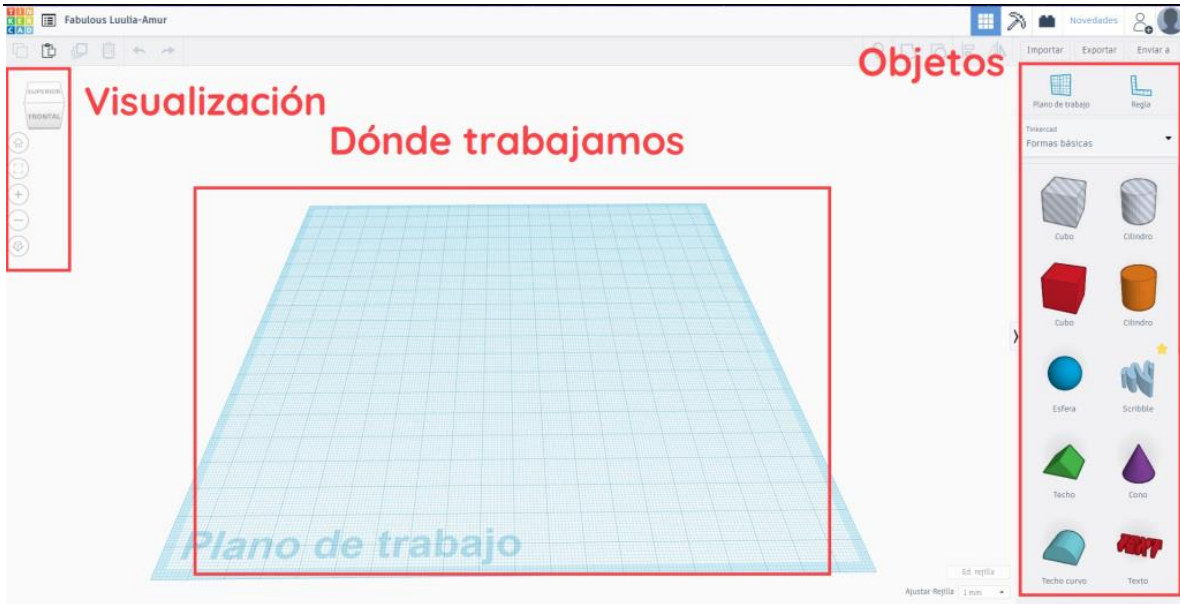 TIN
KER
CAD
Fabulous Luulia-Amur
Novedades
Importar Exportar Enviar a
Objetos
Visualización
Dónde trabajamos
SUPERIOR
FRONTAL
Plano de trabajo Regla
Tinkercad
Formas básicas
Cubo Cilindro
Cubo Cilindro
Esfera Scribble
Techo Cono
TEXT
Techo curvo Texto
Plano de trabajo
Ed. rejilla
Ajustar Rejilla 1 mm